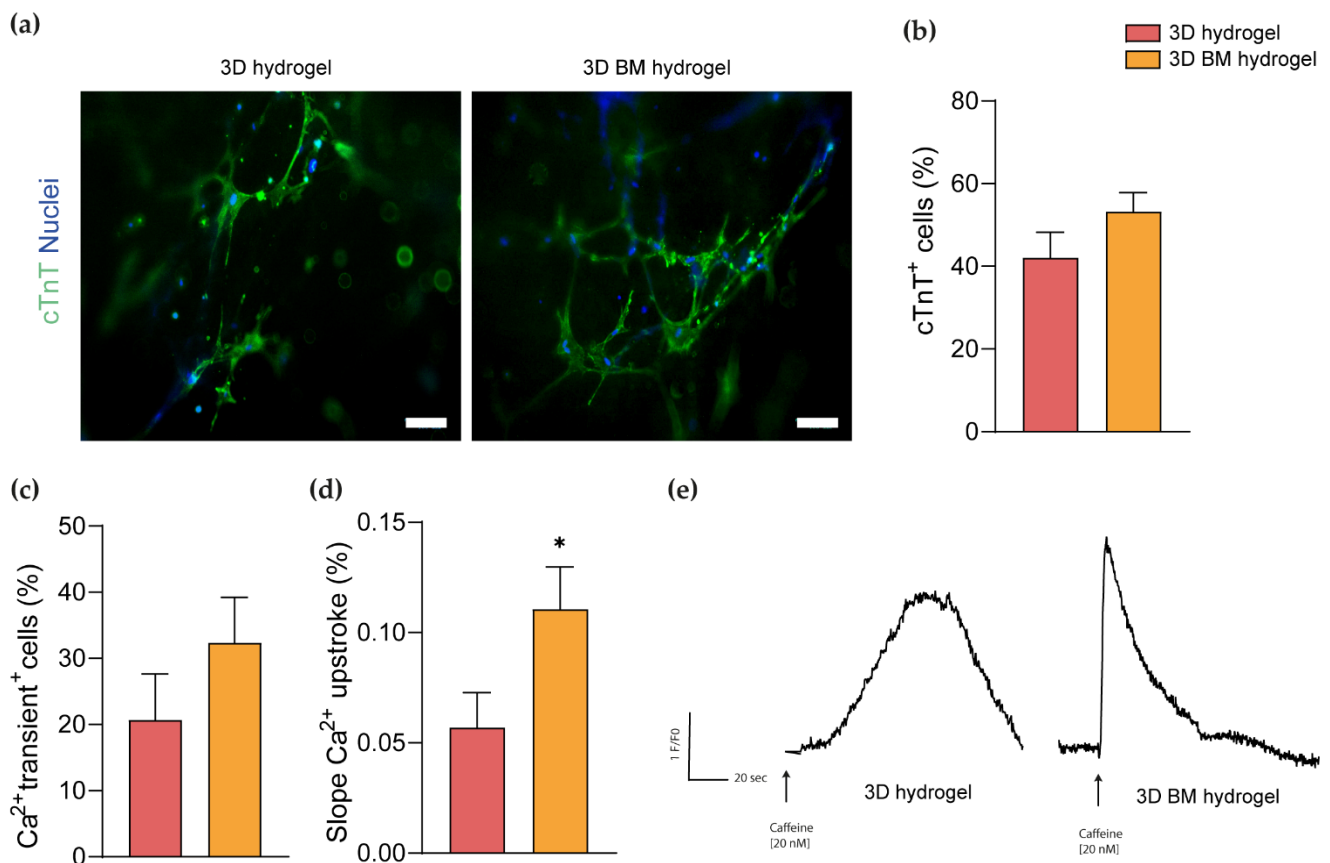 (a)
3D hydrogel
3D BM hydrogel
cTnT Nuclei
(b)
3D hydrogel
3D BM hydrogel
cTnT⁺ cells (%)
80
60
40
20
0
(c)
Ca²⁺transient⁺ cells (%)
50
40
30
20
10
0
(d)
Slope Ca²⁺ upstroke (%)
0.15
0.10
0.05
0.00
*
(e)
1 F/F0
20 sec
Caffeine
[20 nM]
3D hydrogel
Caffeine
[20 nM]
3D BM hydrogel